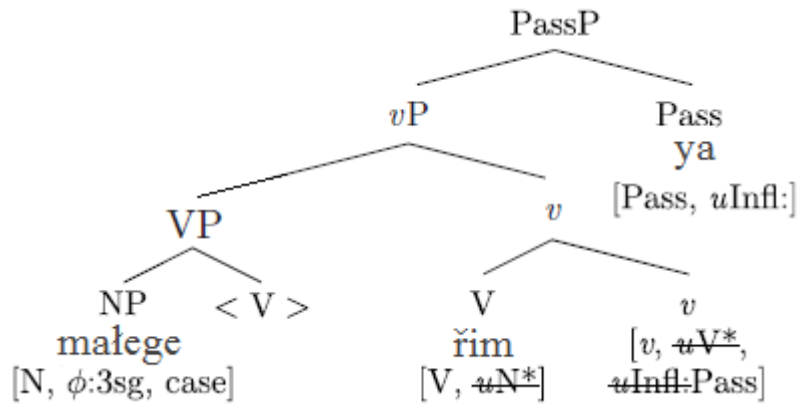 PassP
vP Pass
ya
[Pass, uInfl:]
VP v
NP < V > V v
małege řim [v, uV*,
[N, ϕ:3sg, case] [V, uN*] uInfl:Pass]